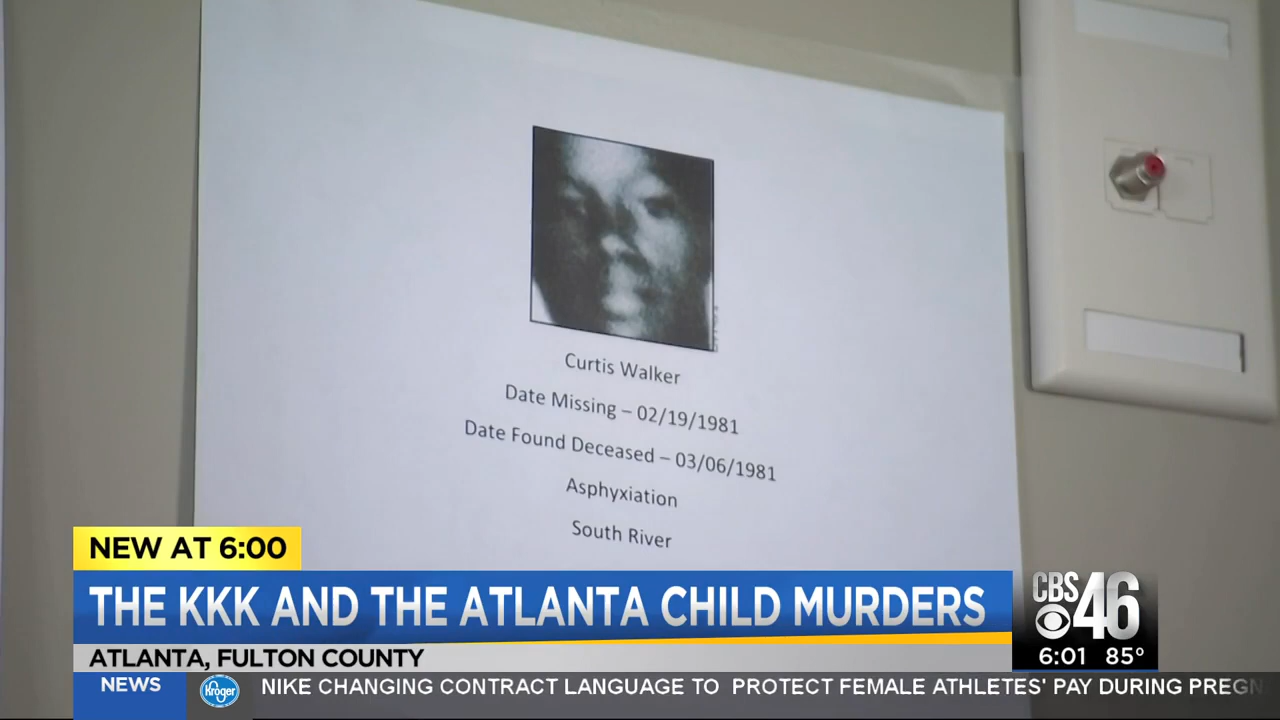 Curtis Walker
Date Missing – 02/19/1981
Date Found Deceased – 03/06/1981
Asphyxiation
South River
NEW AT 6:00
THE KKK AND THE ATLANTA CHILD MURDERS
ATLANTA, FULTON COUNTY
CBS 46
6:01 85°
NEWS
Kroger
NIKE CHANGING CONTRACT LANGUAGE TO PROTECT FEMALE ATHLETES' PAY DURING PREGN